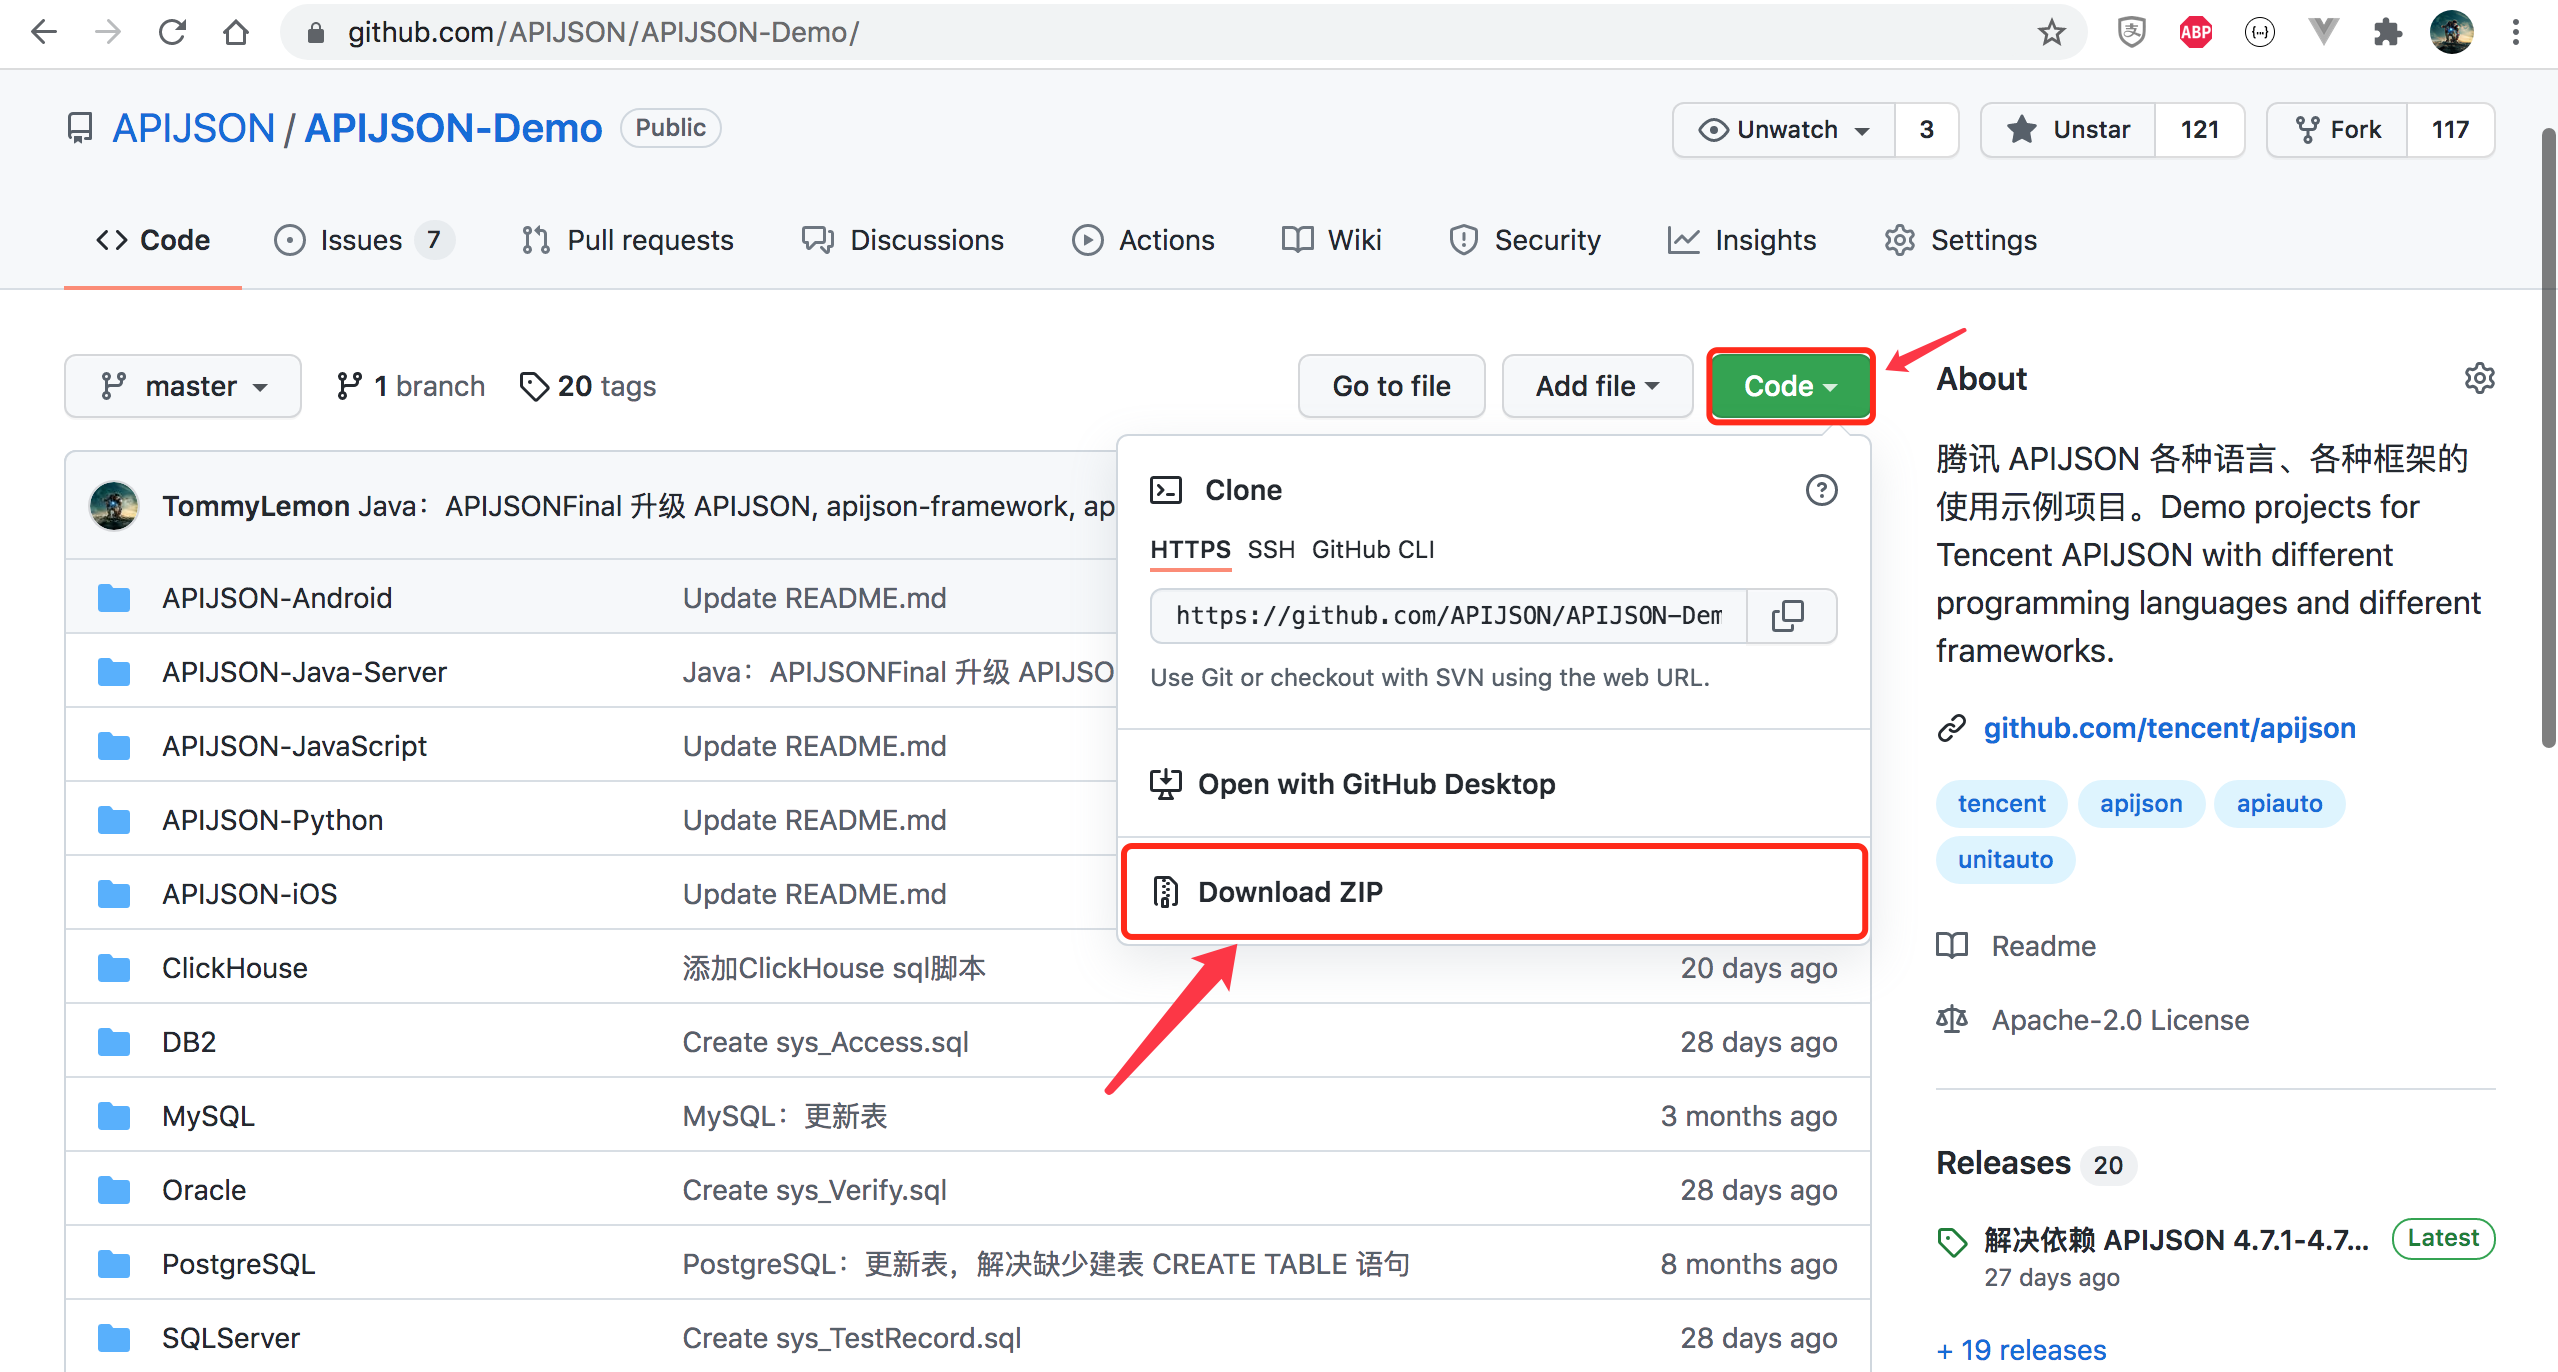 github.com/APIJSON/APIJSON-Demo/
ABP
APIJSON / APIJSON-Demo Public
Unwatch 3
Unstar 121
Fork 117
Code
Issues 7
Pull requests
Discussions
Actions
Wiki
Security
Insights
Settings
master
1 branch
20 tags
Go to file
Add file
Code
TommyLemon Java：APIJSONFinal 升级 APIJSON, apijson-framework, ap
APIJSON-Android Update README.md
APIJSON-Java-Server Java：APIJSONFinal 升级 APIJSO
APIJSON-JavaScript Update README.md
APIJSON-Python Update README.md
APIJSON-iOS Update README.md
ClickHouse 添加ClickHouse sql脚本 20 days ago
DB2 Create sys_Access.sql 28 days ago
MySQL MySQL：更新表 3 months ago
Oracle Create sys_Verify.sql 28 days ago
PostgreSQL PostgreSQL：更新表，解决缺少建表 CREATE TABLE 语句 8 months ago
SQLServer Create sys_TestRecord.sql 28 days ago
Clone
HTTPS SSH GitHub CLI
https://github.com/APIJSON/APIJSON-Dem
Use Git or checkout with SVN using the web URL.
Open with GitHub Desktop
Download ZIP
About
腾讯 APIJSON 各种语言、各种框架的
使用示例项目。Demo projects for
Tencent APIJSON with different
programming languages and different
frameworks.
github.com/tencent/apijson
tencent apijson apiauto
unitauto
Readme
Apache-2.0 License
Releases 20
解决依赖 APIJSON 4.7.1-4.7... Latest
27 days ago
+ 19 releases